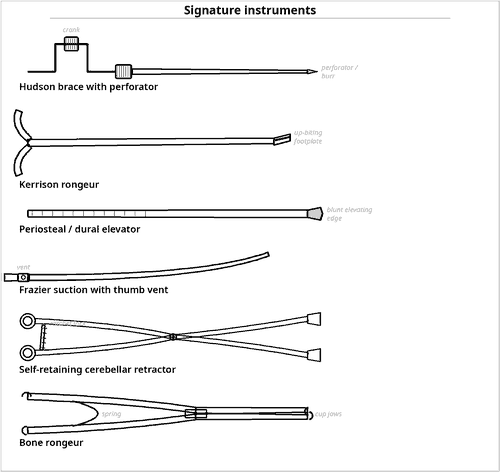 Signature instruments
crank
perforator /
burr
Hudson brace with perforator
up-biting
footplate
Kerrison rongeur
blunt elevating
edge
Periosteal / dural elevator
vent
Frazier suction with thumb vent
Self-retaining cerebellar retractor
spring
cup jaws
Bone rongeur